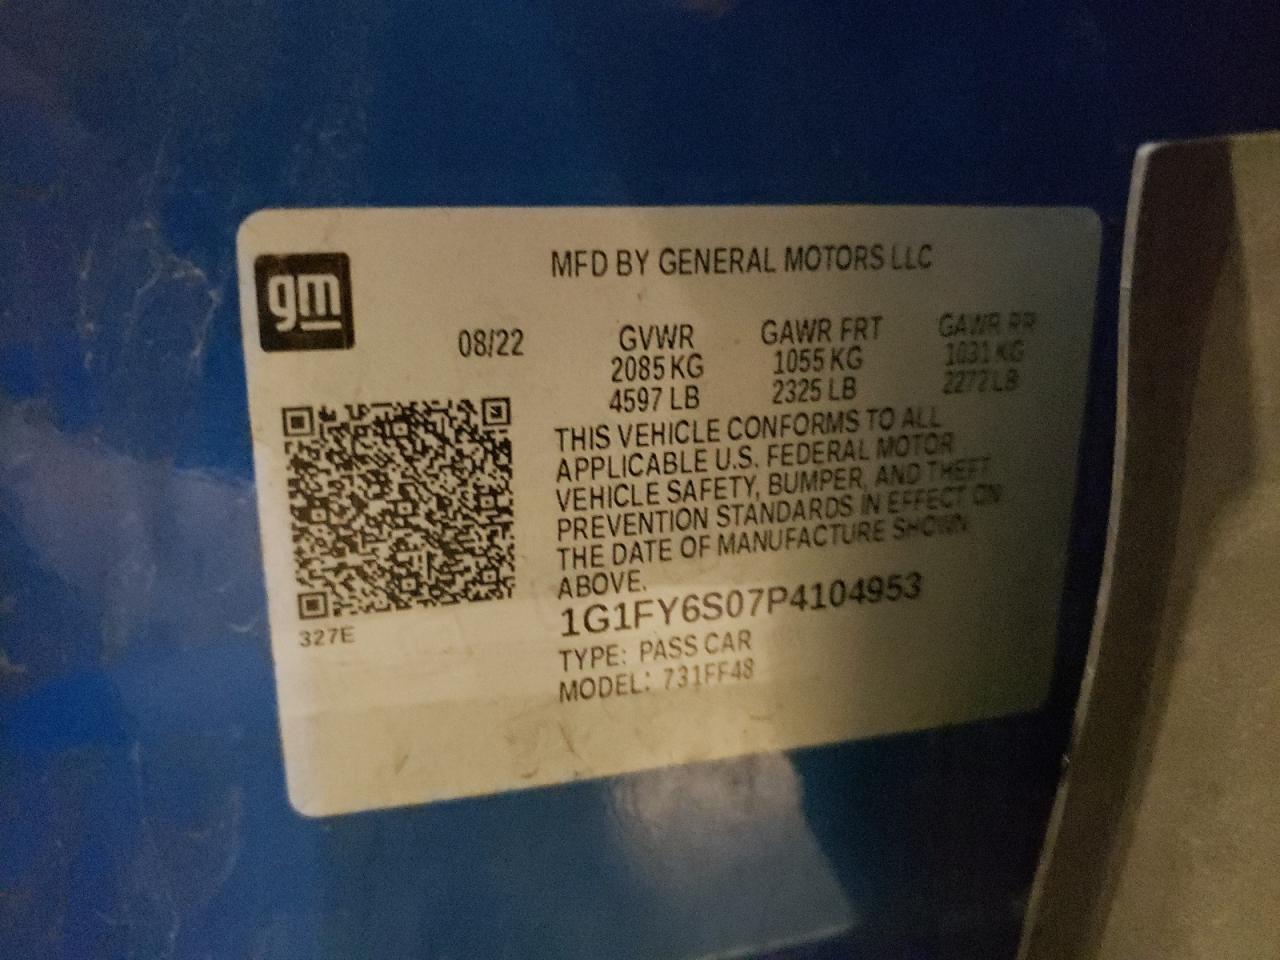 gm
MFD BY GENERAL MOTORS LLC
08/22 GVWR GAWR FRT GAWR RR
2085 KG 1055 KG 1031 KG
4597 LB 2325 LB 2272 LB
THIS VEHICLE CONFORMS TO ALL
APPLICABLE U.S. FEDERAL MOTOR
VEHICLE SAFETY, BUMPER, AND THEFT
PREVENTION STANDARDS IN EFFECT ON
THE DATE OF MANUFACTURE SHOWN
ABOVE.
1G1FY6S07P4104953
327E
TYPE: PASS CAR
MODEL: 731FF48